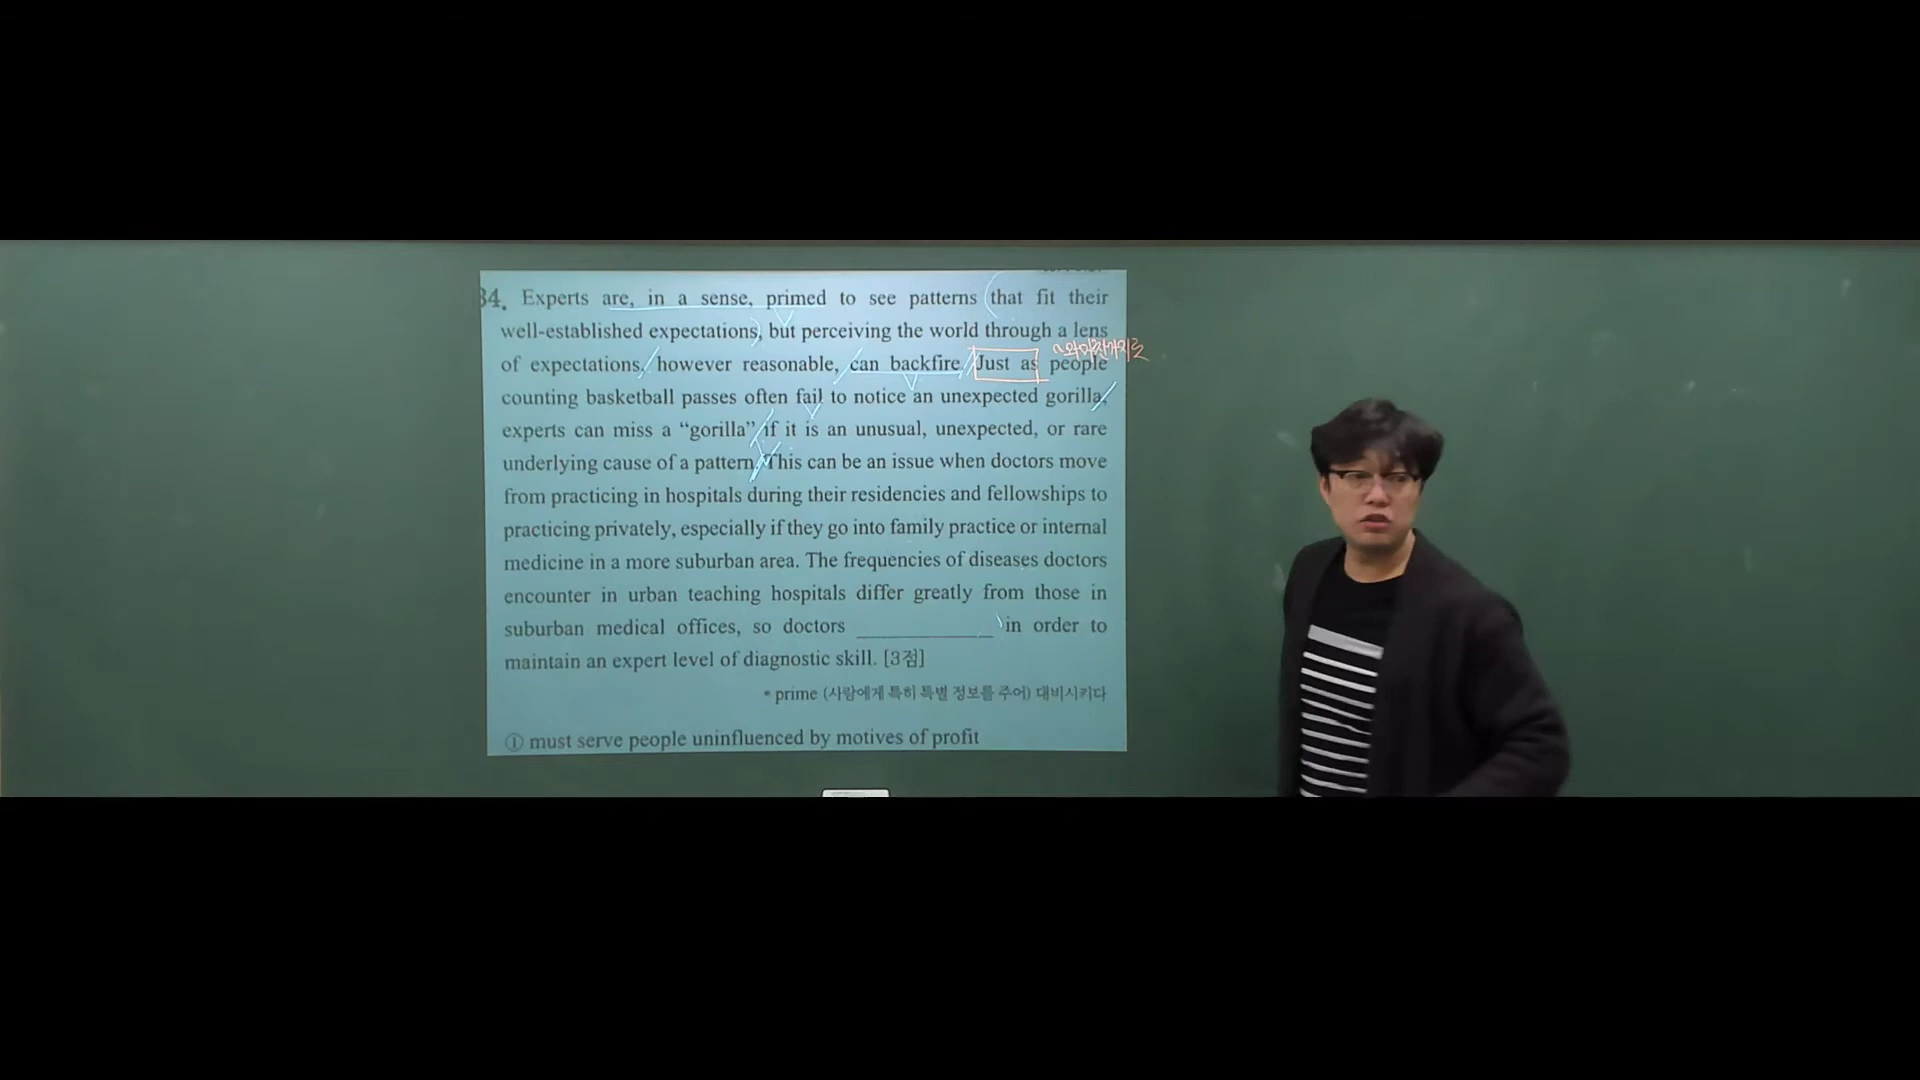 34. Experts are, in a sense, primed to see patterns that fit their
well-established expectations, but perceiving the world through a lens
of expectations, however reasonable, can backfire. Just as people
~와 마찬가지로
counting basketball passes often fail to notice an unexpected gorilla,
experts can miss a “gorilla” if it is an unusual, unexpected, or rare
underlying cause of a pattern. This can be an issue when doctors move
from practicing in hospitals during their residencies and fellowships to
practicing privately, especially if they go into family practice or internal
medicine in a more suburban area. The frequencies of diseases doctors
encounter in urban teaching hospitals differ greatly from those in
suburban medical offices, so doctors ____________ in order to
maintain an expert level of diagnostic skill. [3점]
* prime (사람에게 특히 특별 정보를 주어) 대비시키다
① must serve people uninfluenced by motives of profit